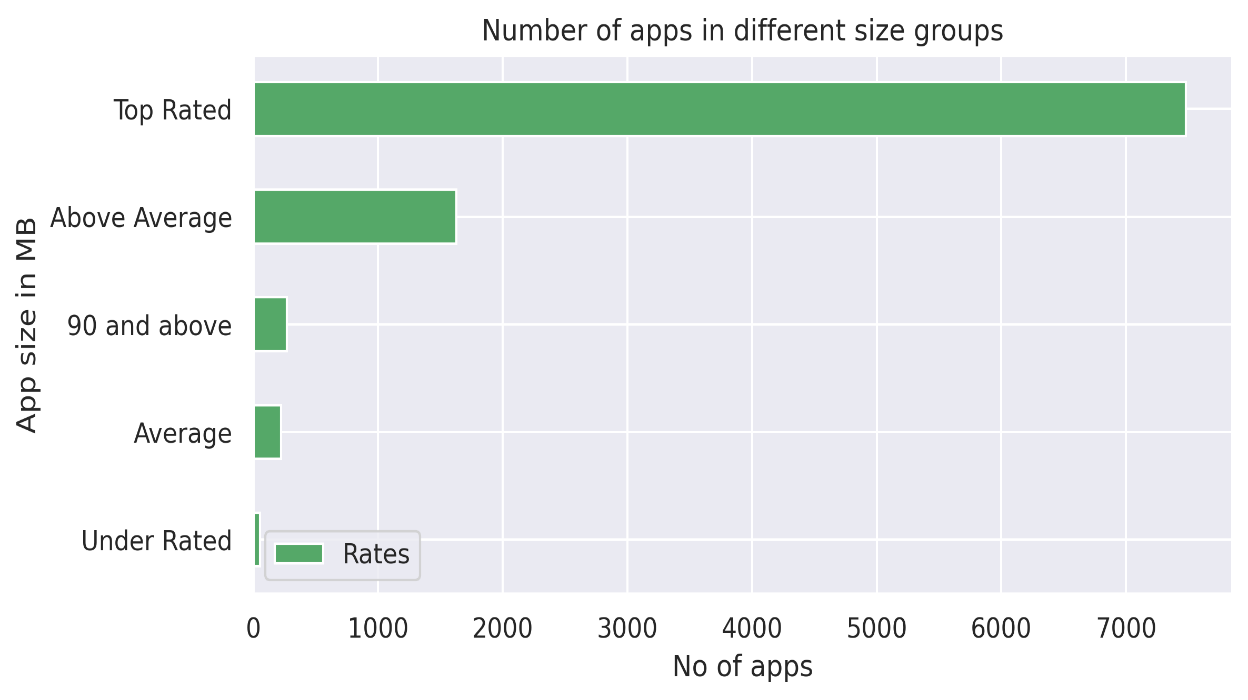 Number of apps in different size groups
App size in MB
Top Rated
Above Average
90 and above
Average
Under Rated
Rates
0 1000 2000 3000 4000 5000 6000 7000
No of apps